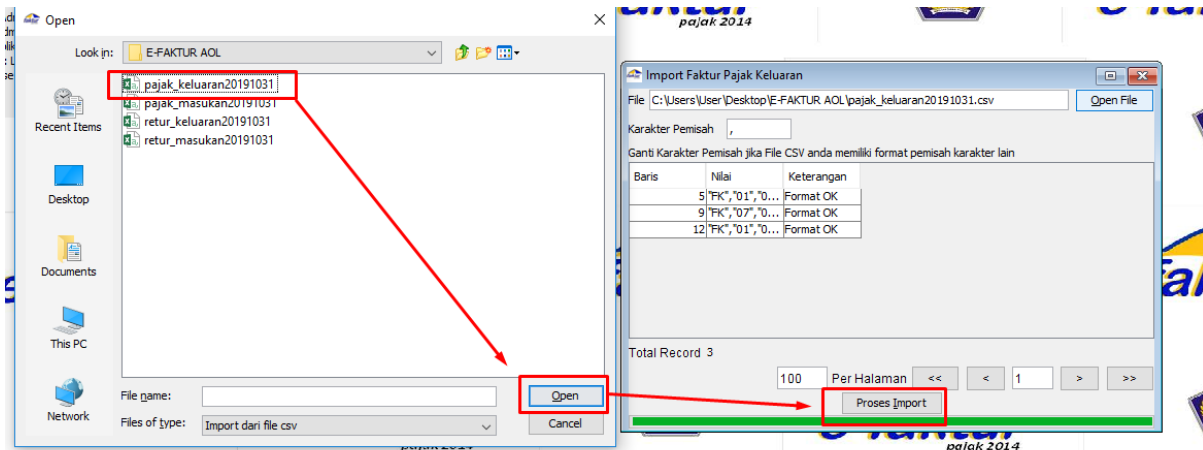 Open
Look in:
E-FAKTUR AOL
pajak_keluaran20191031
pajak_masukan20191031
retur_keluaran20191031
retur_masukan20191031
Recent Items
Desktop
Documents
This PC
Network
File name:
Open
Files of type:
Import dari file csv
Cancel
pajak 2014
Import Faktur Pajak Keluaran
File C:\Users\User\Desktop\E-FAKTUR AOL\pajak_keluaran20191031.csv Open File
Karakter Pemisah ,
Ganti Karakter Pemisah jika File CSV anda memiliki format pemisah karakter lain
Baris Nilai Keterangan
5 "FK","01","0... Format OK
9 "FK","07","0... Format OK
12 "FK","01","0... Format OK
Total Record 3
100 Per Halaman << < 1 > >>
Proses Import
pajak 2014